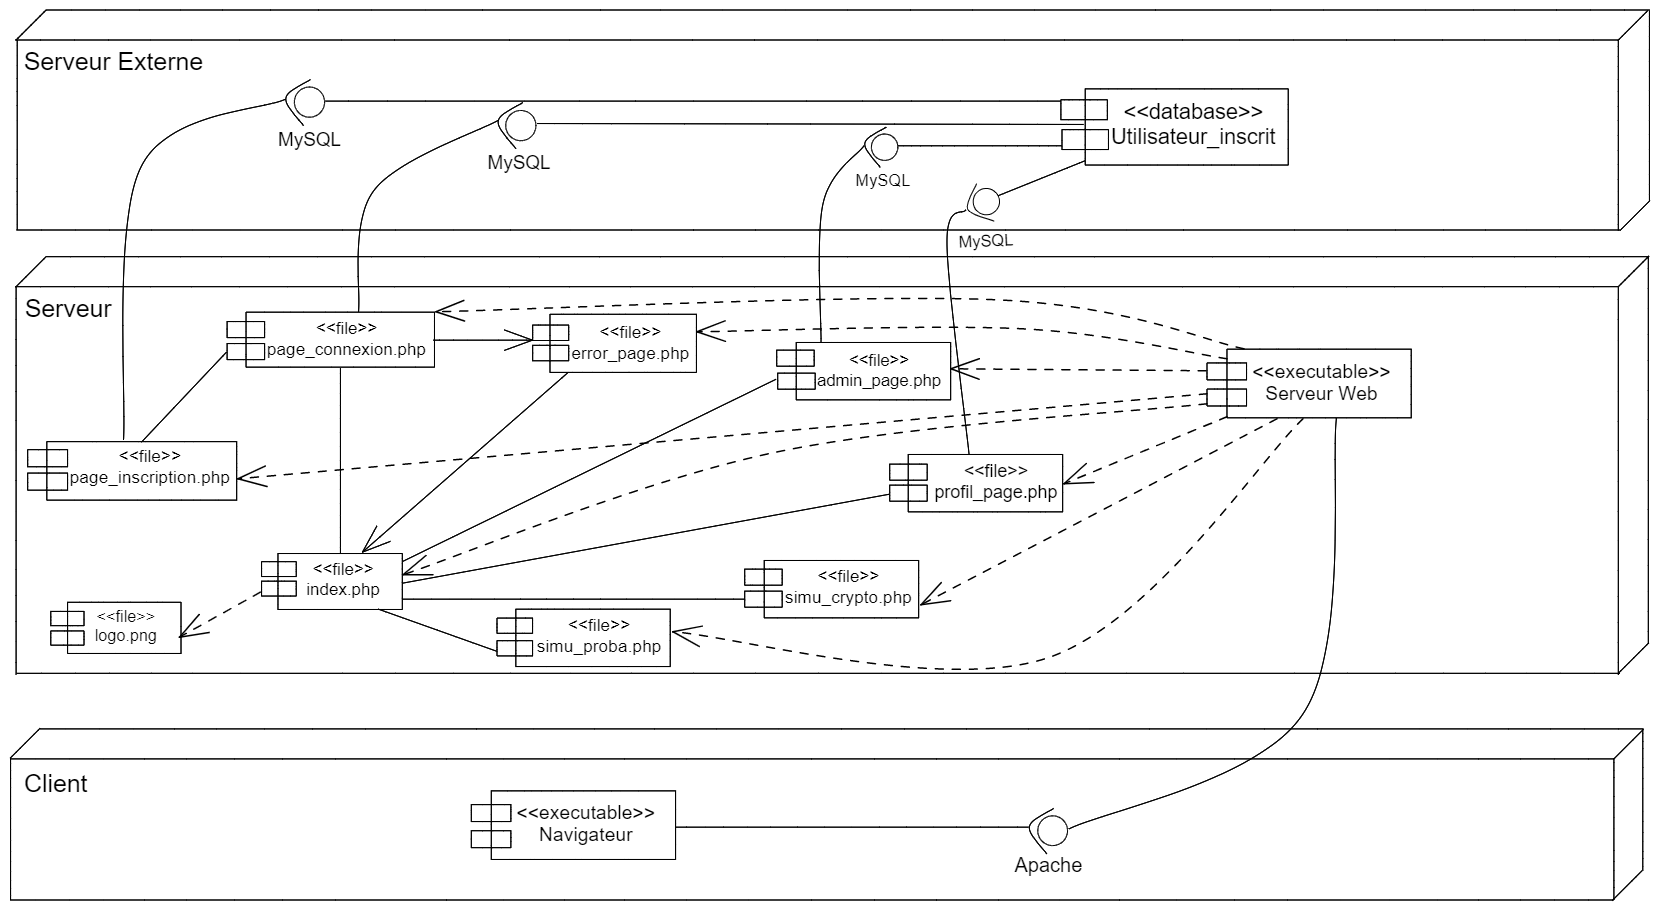 Serveur Externe
MySQL
MySQL
MySQL
MySQL
<<database>>
Utilisateur_inscrit
Serveur
<<file>>
page_connexion.php
<<file>>
error_page.php
<<file>>
admin_page.php
<<executable>>
Serveur Web
<<file>>
page_inscription.php
<<file>>
profil_page.php
<<file>>
index.php
<<file>>
simu_crypto.php
<<file>>
logo.png
<<file>>
simu_proba.php
Client
<<executable>>
Navigateur
Apache